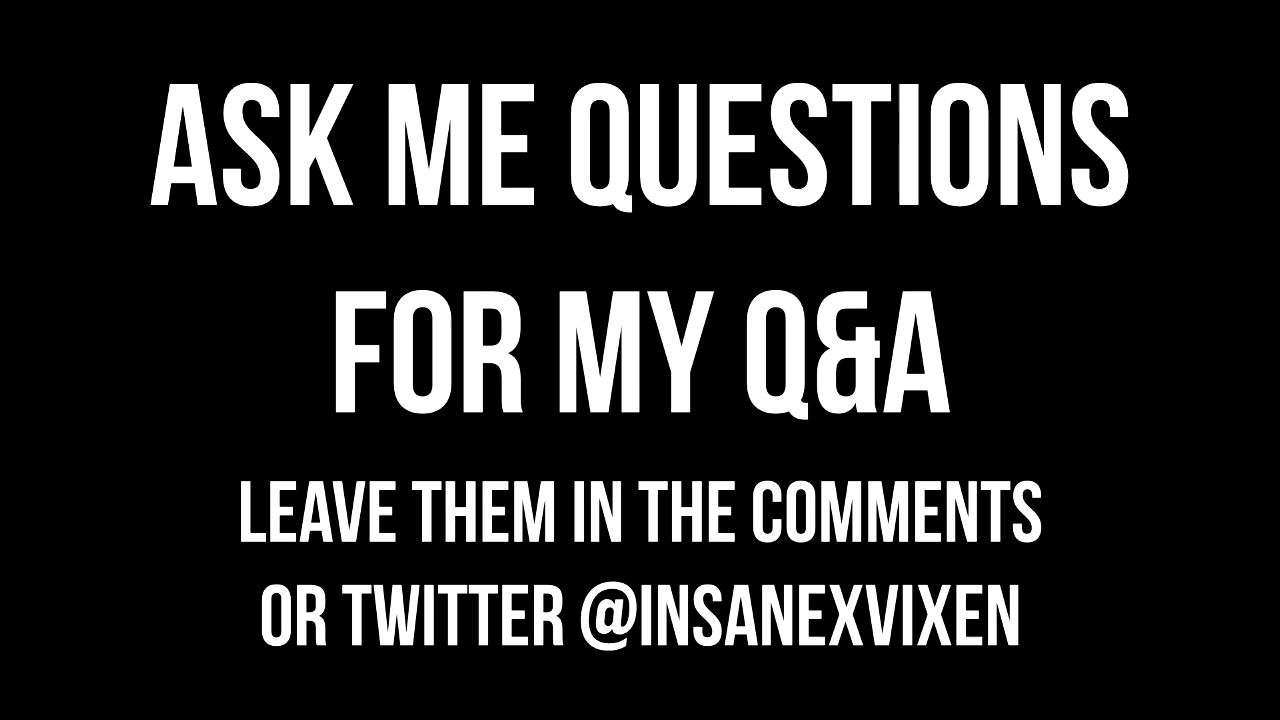 ASK ME QUESTIONS
FOR MY Q&A
LEAVE THEM IN THE COMMENTS
OR TWITTER @INSANEXVIXEN